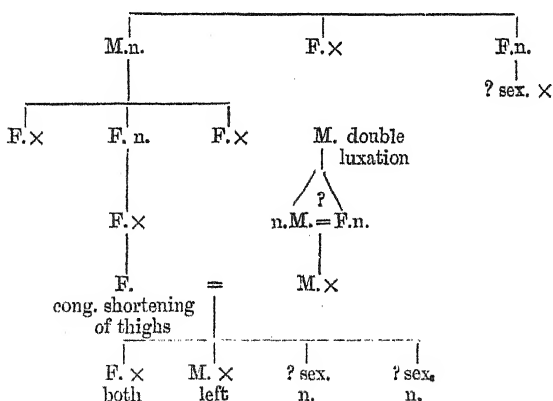 M.n. F.× F.n.
? sex. ×
F.× F. n. F.× M. double
luxation
?
F.× n.M. = F.n.
F. = M.×
cong. shortening
of thighs
F. × M. × ? sex. ? sex.
both left n. n.